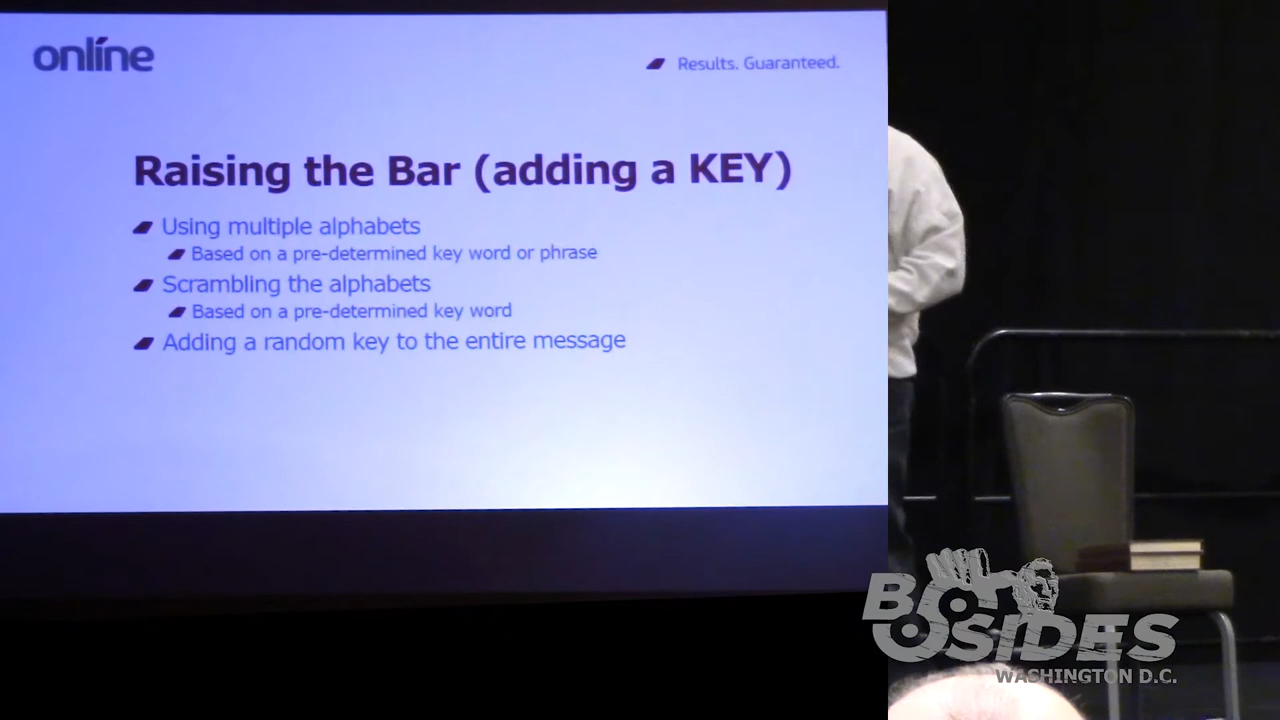 online
Results. Guaranteed.
Raising the Bar (adding a KEY)
Using multiple alphabets
Based on a pre-determined key word or phrase
Scrambling the alphabets
Based on a pre-determined key word
Adding a random key to the entire message
BSIDES
WASHINGTON D.C.